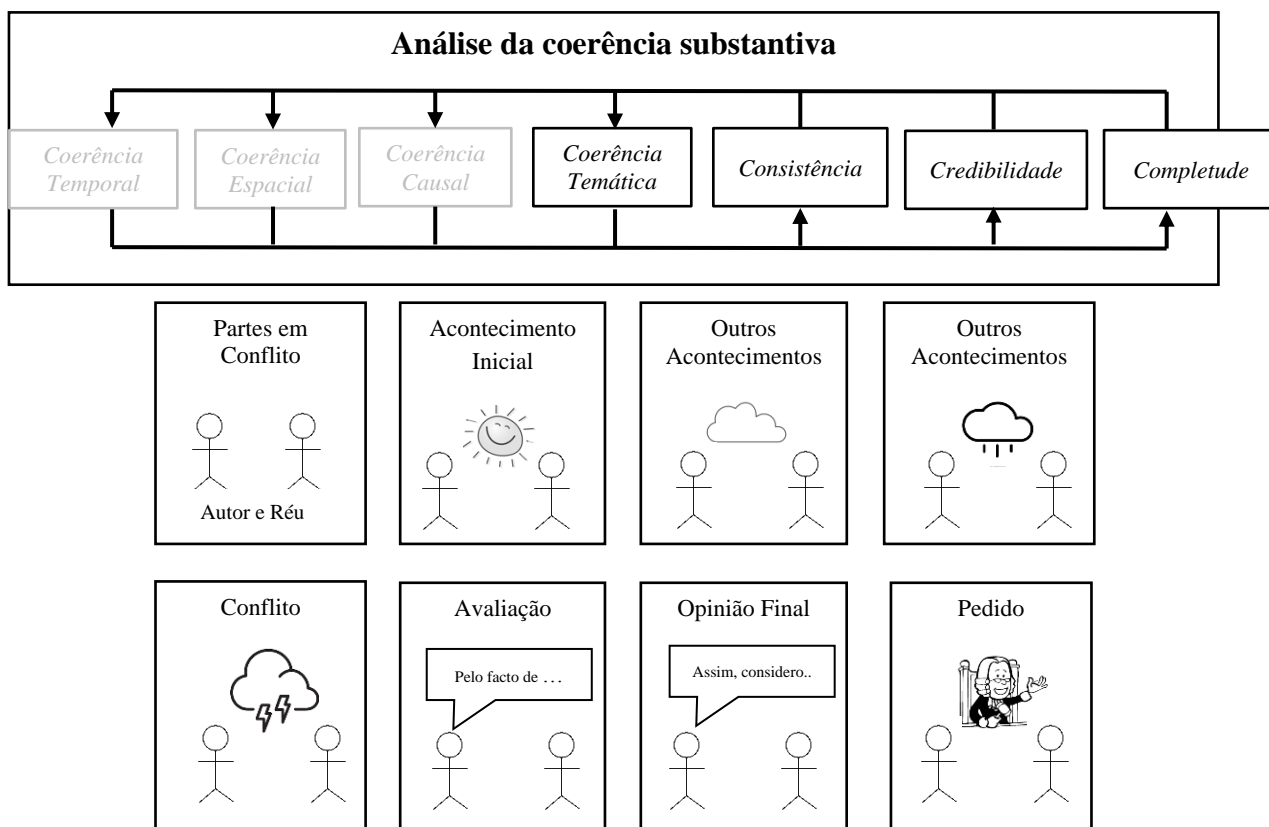 Análise da coerência substantiva
Coerência
Temporal
Coerência
Espacial
Coerência
Causal
Coerência
Temática
Consistência
Credibilidade
Completude
Partes em
Conflito
Autor e Réu
Acontecimento
Inicial
Outros
Acontecimentos
Outros
Acontecimentos
Conflito
Avaliação
Pelo facto de …
Opinião Final
Assim, considero..
Pedido